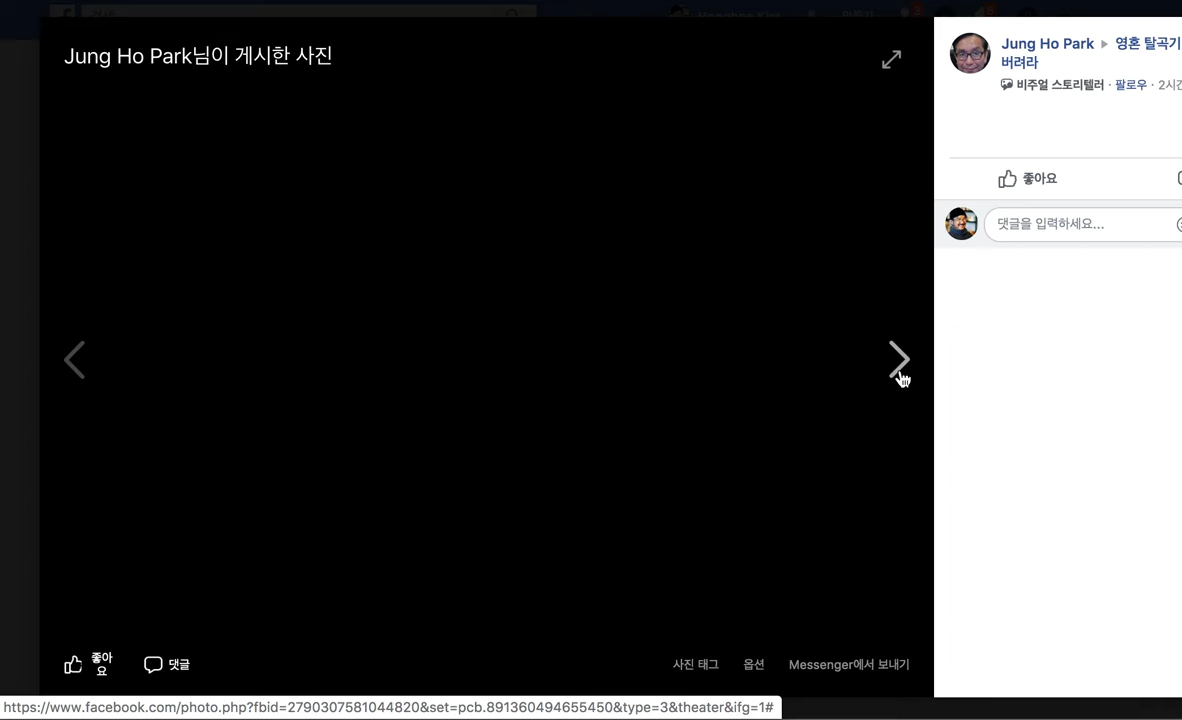 Jung Ho Park님이 게시한 사진
Jung Ho Park ▶ 영혼 탈곡기
버려라
비주얼 스토리텔러 · 팔로우 · 2시간
좋아요
댓글을 입력하세요...
좋아
요
댓글
사진 태그
옵션
Messenger에서 보내기
https://www.facebook.com/photo.php?fbid=2790307581044820&set=pcb.891360494655450&type=3&theater&ifg=1#